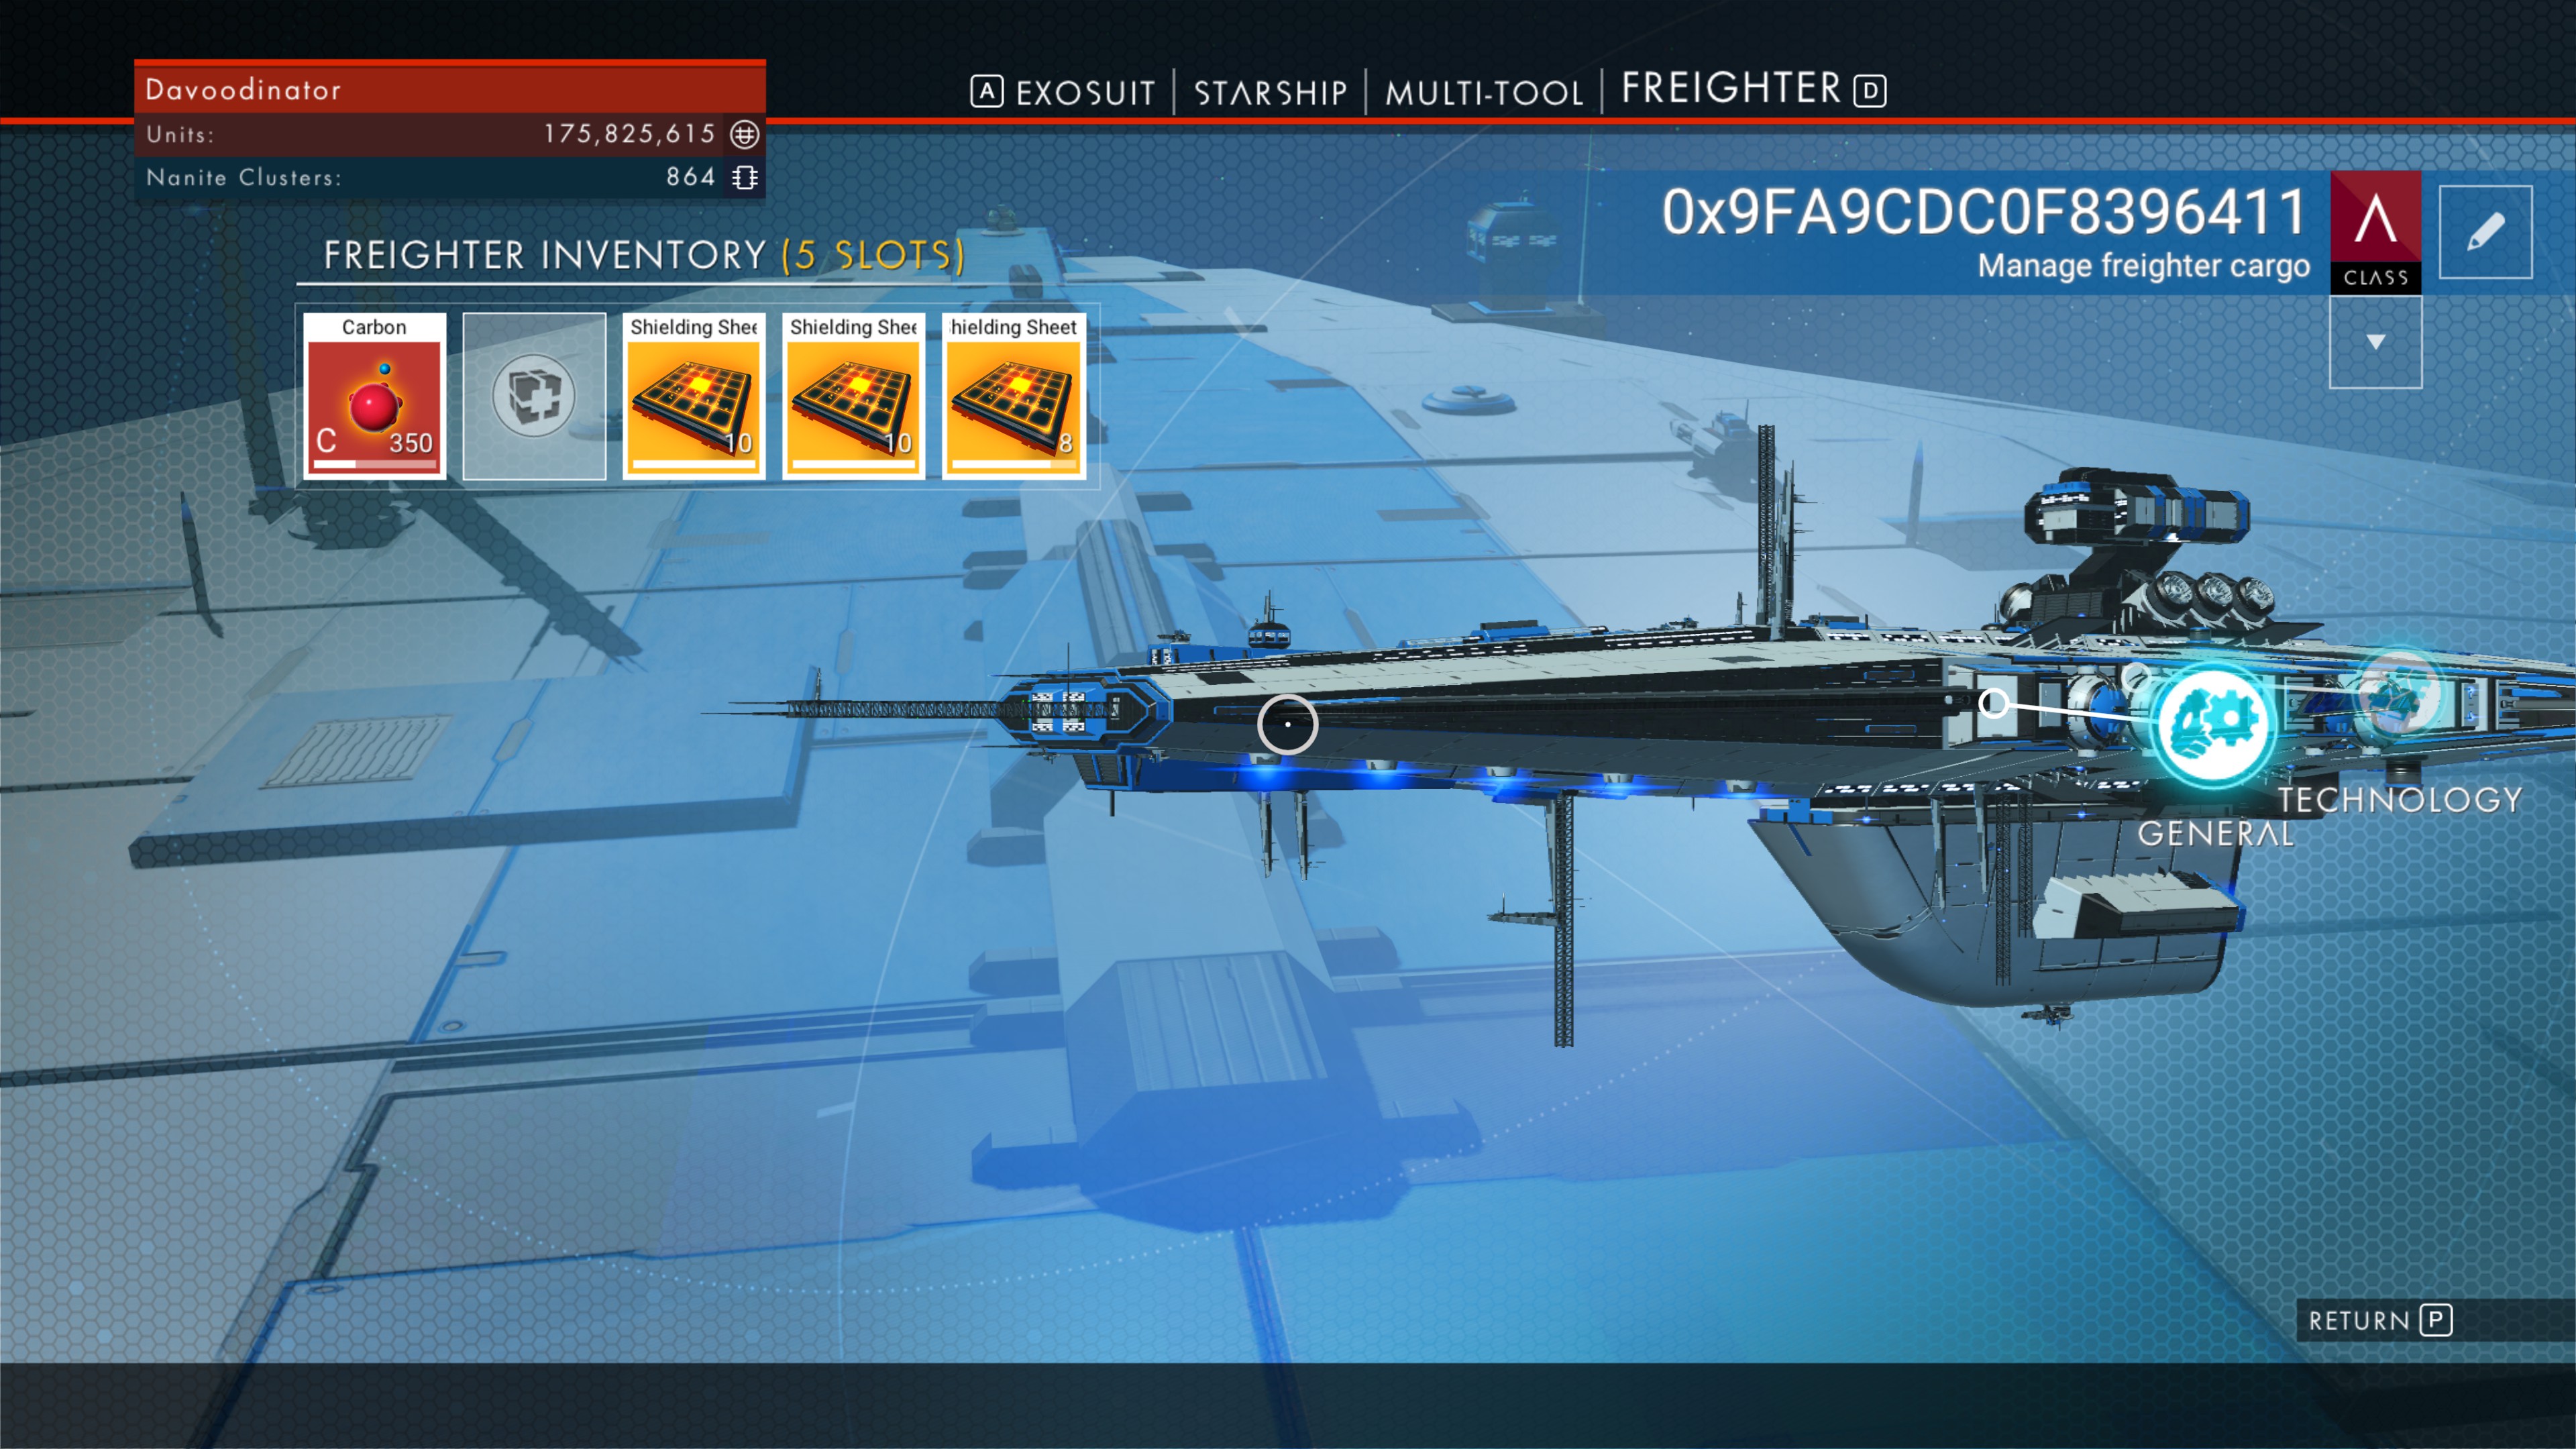 Davoodinator
Units: 175,825,615
Nanite Clusters: 864
A EXOSUIT STARSHIP MULTI-TOOL FREIGHTER D
0x9FA9CDC0F8396411
Manage freighter cargo
A
CLASS
FREIGHTER INVENTORY (5 SLOTS)
Carbon
C 350
Shielding Shee
10
Shielding Shee
10
hielding Sheet
8
TECHNOLOGY
GENERAL
RETURN P